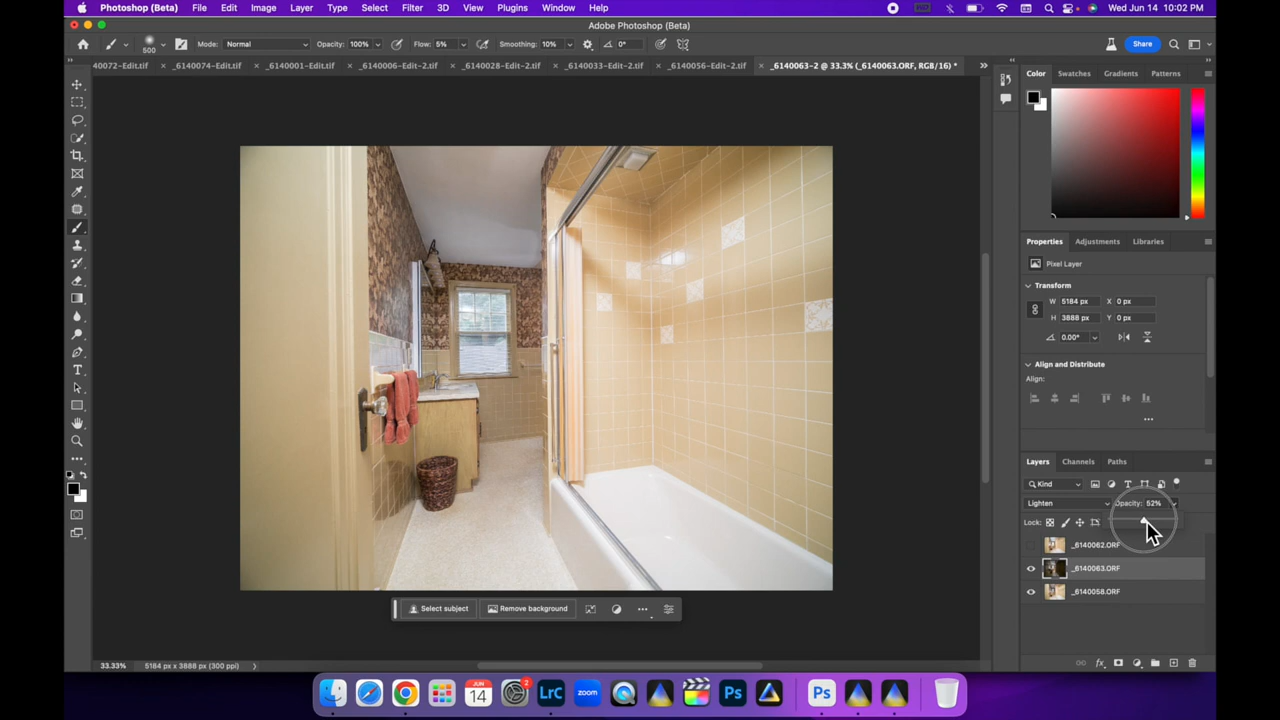 Photoshop (Beta) File Edit Image Layer Type Select Filter 3D View Plugins Window Help Wed Jun 14 10:02 PM
Adobe Photoshop (Beta)
500 Mode: Normal Opacity: 100% Flow: 5% Smoothing: 10% 0° Share
40072-Edit.tif × _6140074-Edit.tif × _6140001-Edit.tif × _6140006-Edit-2.tif × _6140028-Edit-2.tif × _6140033-Edit-2.tif × _6140056-Edit-2.tif × _6140063-2 @ 33.3% (_6140063.ORF, RGB/16) *
Color Swatches Gradients Patterns
Properties Adjustments Libraries
Pixel Layer
Transform
W 5184 px X 0 px
H 3888 px Y 0 px
0.00°
Align and Distribute
Align:
Layers Channels Paths
Kind
Lighten Opacity: 52%
Lock:
_6140062.ORF
_6140063.ORF
_6140058.ORF
Select subject Remove background
33.33% 5184 px x 3888 px (300 ppi)
JUN
14 2 LrC zoom Ps Ps